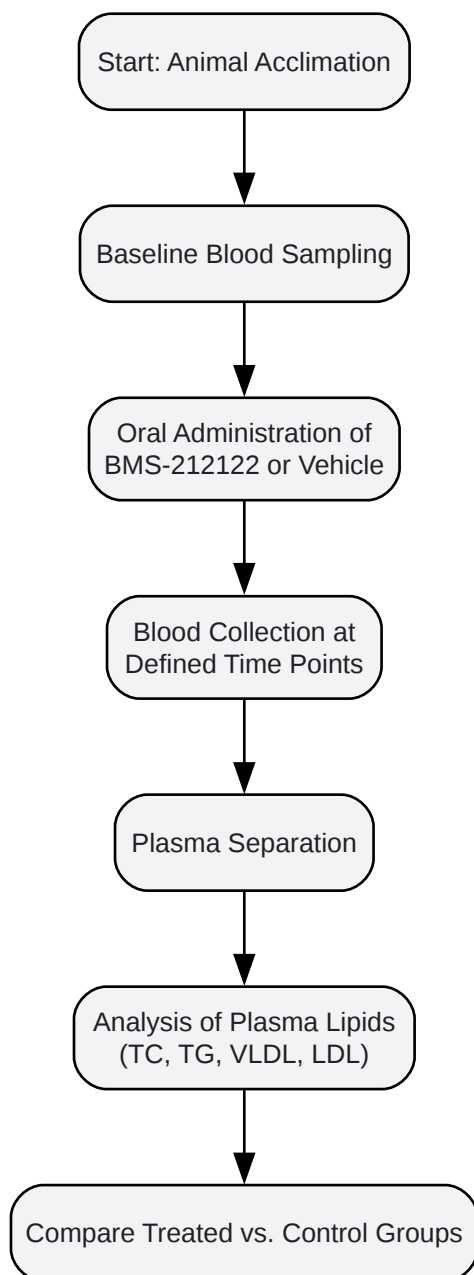 Start: Animal Acclimation
Baseline Blood Sampling
Oral Administration of
BMS-212122 or Vehicle
Blood Collection at
Defined Time Points
Plasma Separation
Analysis of Plasma Lipids
(TC, TG, VLDL, LDL)
Compare Treated vs. Control Groups